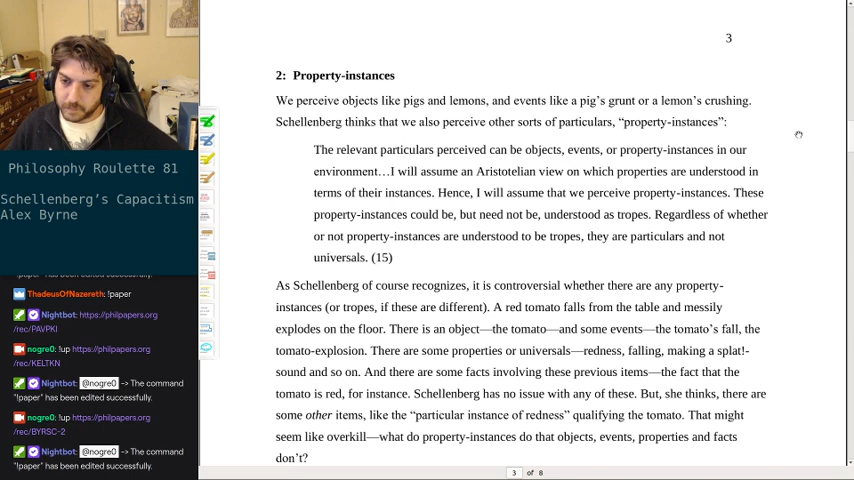 Philosophy Roulette 81
Schellenberg's Capacitism
Alex Byrne
!paper" has been edited successfully.
ThadeusOfNazereth: !paper
Nightbot: https://philpapers.org
/rec/PAVPKI
nogre0: !up https://philpapers.org
/rec/KELTKN
Nightbot: @nogre0 -> The command
"!paper" has been edited successfully.
nogre0: !up https://philpapers.org
/rec/BYRSC-2
Nightbot: @nogre0 -> The command
"!paper" has been edited successfully.
3
2: Property-instances
We perceive objects like pigs and lemons, and events like a pig's grunt or a lemon's crushing.
Schellenberg thinks that we also perceive other sorts of particulars, “property-instances”:
The relevant particulars perceived can be objects, events, or property-instances in our
environment…I will assume an Aristotelian view on which properties are understood in
terms of their instances. Hence, I will assume that we perceive property-instances. These
property-instances could be, but need not be, understood as tropes. Regardless of whether
or not property-instances are understood to be tropes, they are particulars and not
universals. (15)
As Schellenberg of course recognizes, it is controversial whether there are any property-
instances (or tropes, if these are different). A red tomato falls from the table and messily
explodes on the floor. There is an object—the tomato—and some events—the tomato's fall, the
tomato-explosion. There are some properties or universals—redness, falling, making a splat!-
sound and so on. And there are some facts involving these previous items—the fact that the
tomato is red, for instance. Schellenberg has no issue with any of these. But, she thinks, there are
some other items, like the “particular instance of redness” qualifying the tomato. That might
seem like overkill—what do property-instances do that objects, events, properties and facts
don't?
3 of 8